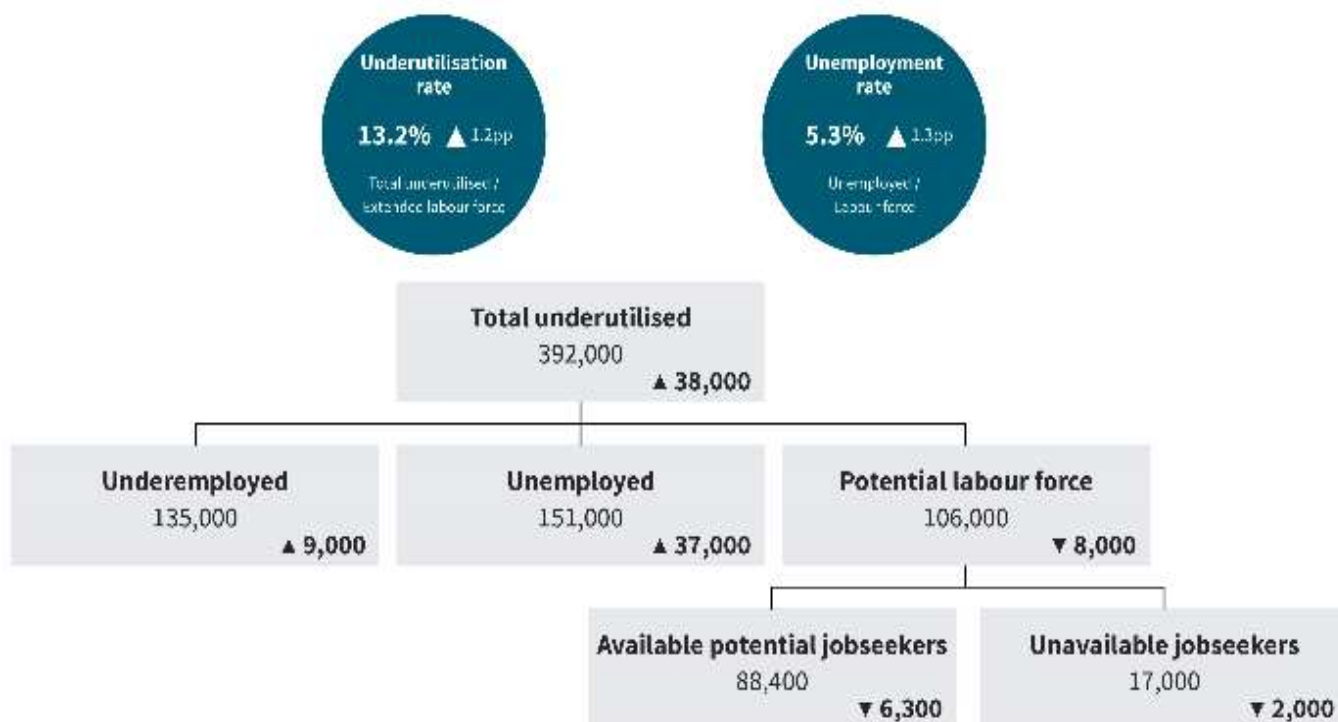 Underutilisation
rate
13.2% ▲ 1.2pp
Total underutilised /
Extended labour force
Unemployment
rate
5.3% ▲ 1.3pp
Unemployed /
Labour force
Total underutilised
392,000
▲ 38,000
Underemployed
135,000
▲ 9,000
Unemployed
151,000
▲ 37,000
Potential labour force
106,000
▼ 8,000
Available potential jobseekers
88,400
▼ 6,300
Unavailable jobseekers
17,000
▼ 2,000